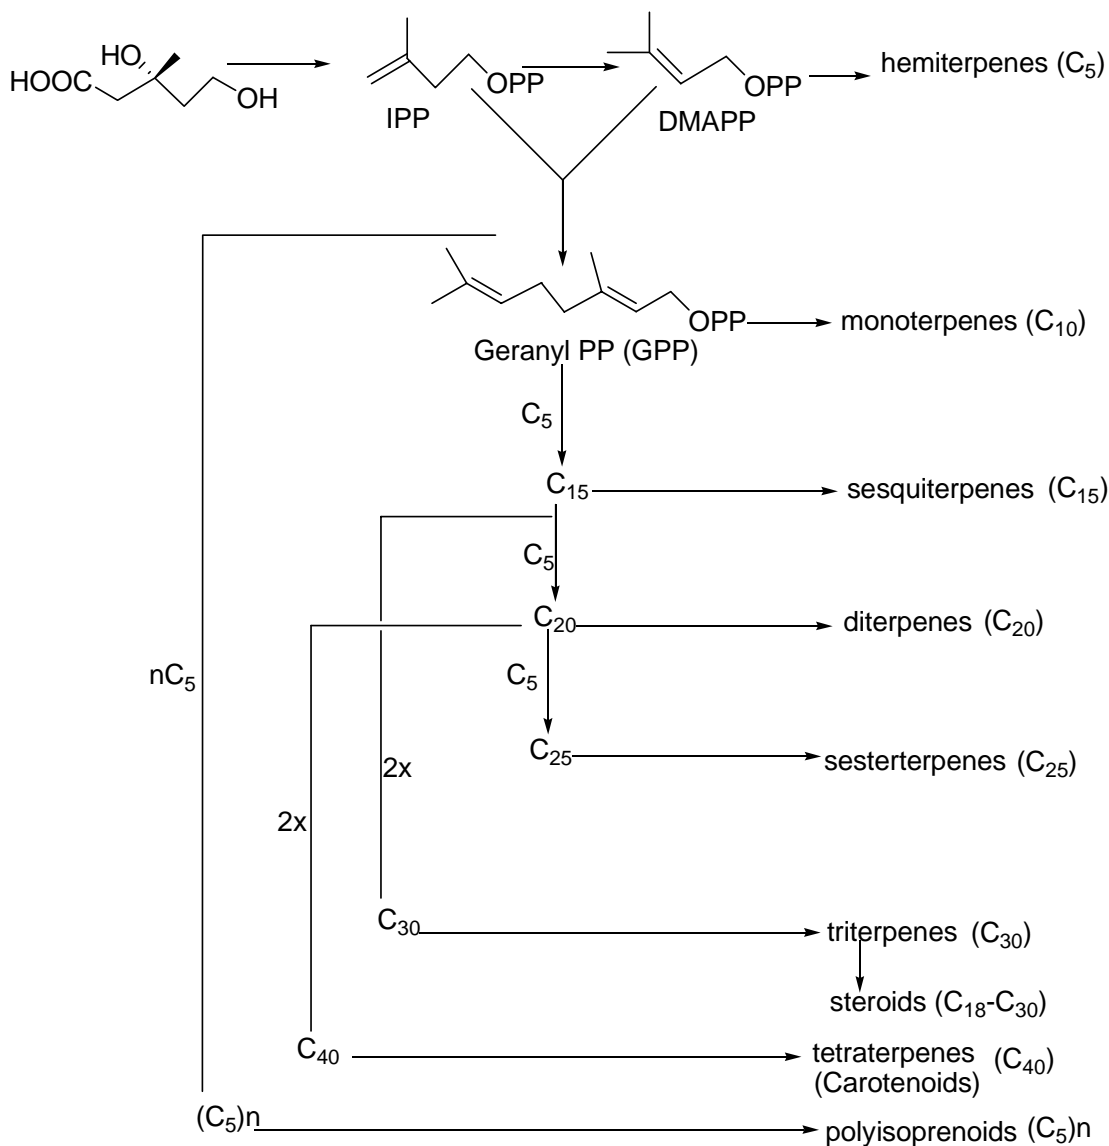 HO
HOOC
OH
OPP
IPP
OPP
DMAPP
hemiterpenes (C₅)
OPP
monoterpenes (C₁₀)
Geranyl PP (GPP)
C₅
C₁₅
sesquiterpenes (C₁₅)
C₅
C₂₀
diterpenes (C₂₀)
nC₅
C₅
C₂₅
sesterterpenes (C₂₅)
2x
2x
C₃₀
triterpenes (C₃₀)
steroids (C₁₈-C₃₀)
C₄₀
tetraterpenes (C₄₀)
(Carotenoids)
(C₅)n
polyisoprenoids (C₅)n